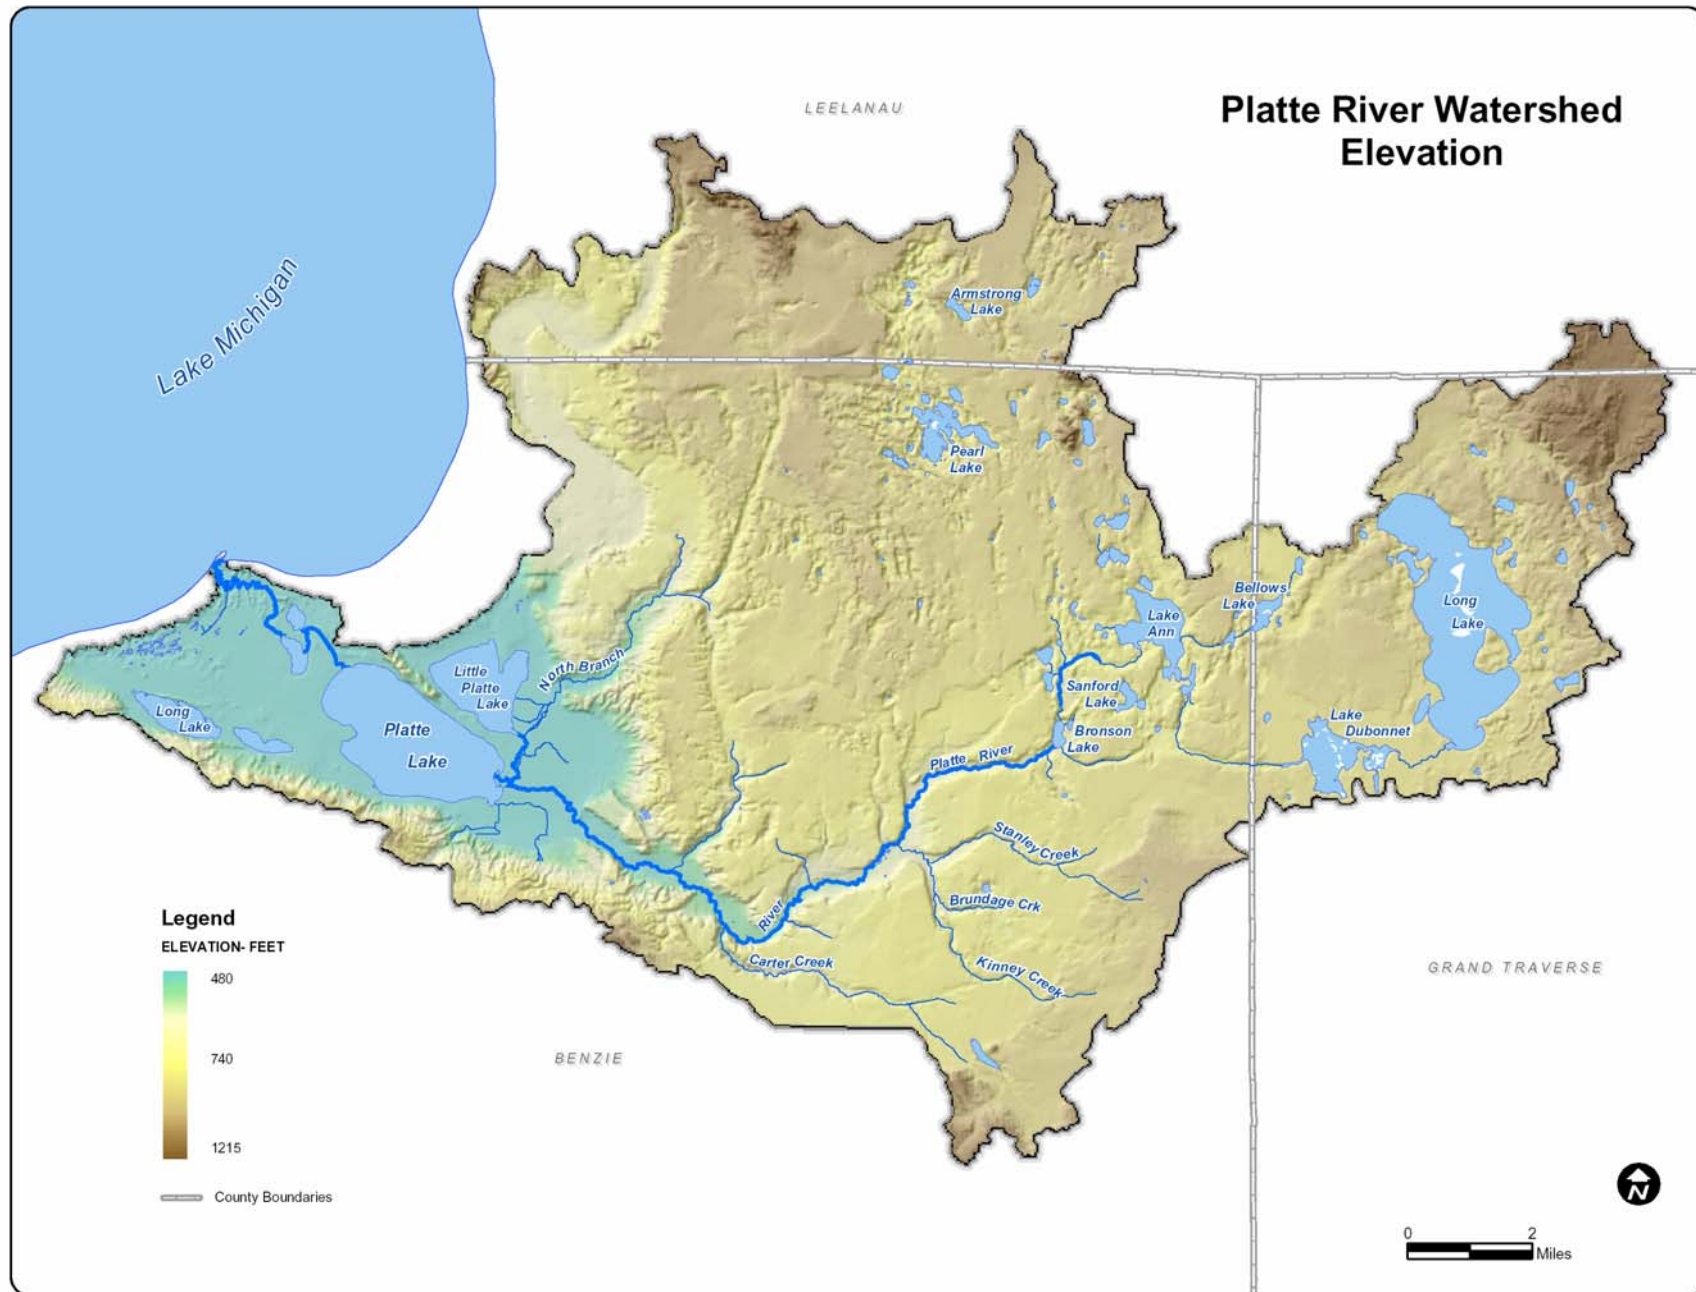 LEELANAU
Platte River Watershed
Elevation
Lake Michigan
Armstrong
Lake
Pearl
Lake
Bellows
Lake
Lake
Ann
Long
Lake
North Branch
Little
Platte
Lake
Sanford
Lake
Long
Lake
Platte
Lake
Bronson
Lake
Lake
Dubonnet
Platte River
Stanley Creek
Brundage Crk
River
Carter Creek
Kinney Creek
GRAND TRAVERSE
BENZIE
Legend
ELEVATION- FEET
480
740
1215
County Boundaries
N
0 2
Miles